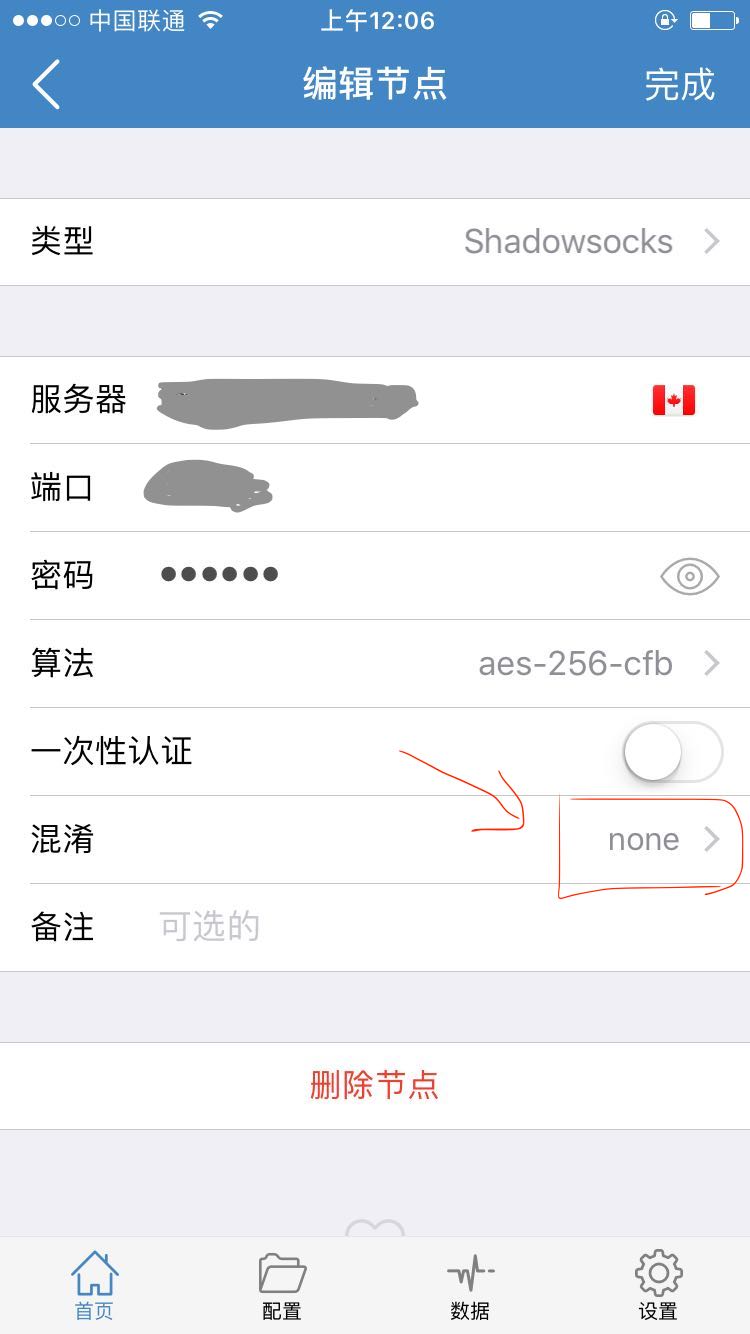 中国联通 上午12:06
编辑节点 完成
类型 Shadowsocks
服务器
端口
密码 ••••••
算法 aes-256-cfb
一次性认证
混淆 none
备注 可选的
删除节点
首页 配置 数据 设置